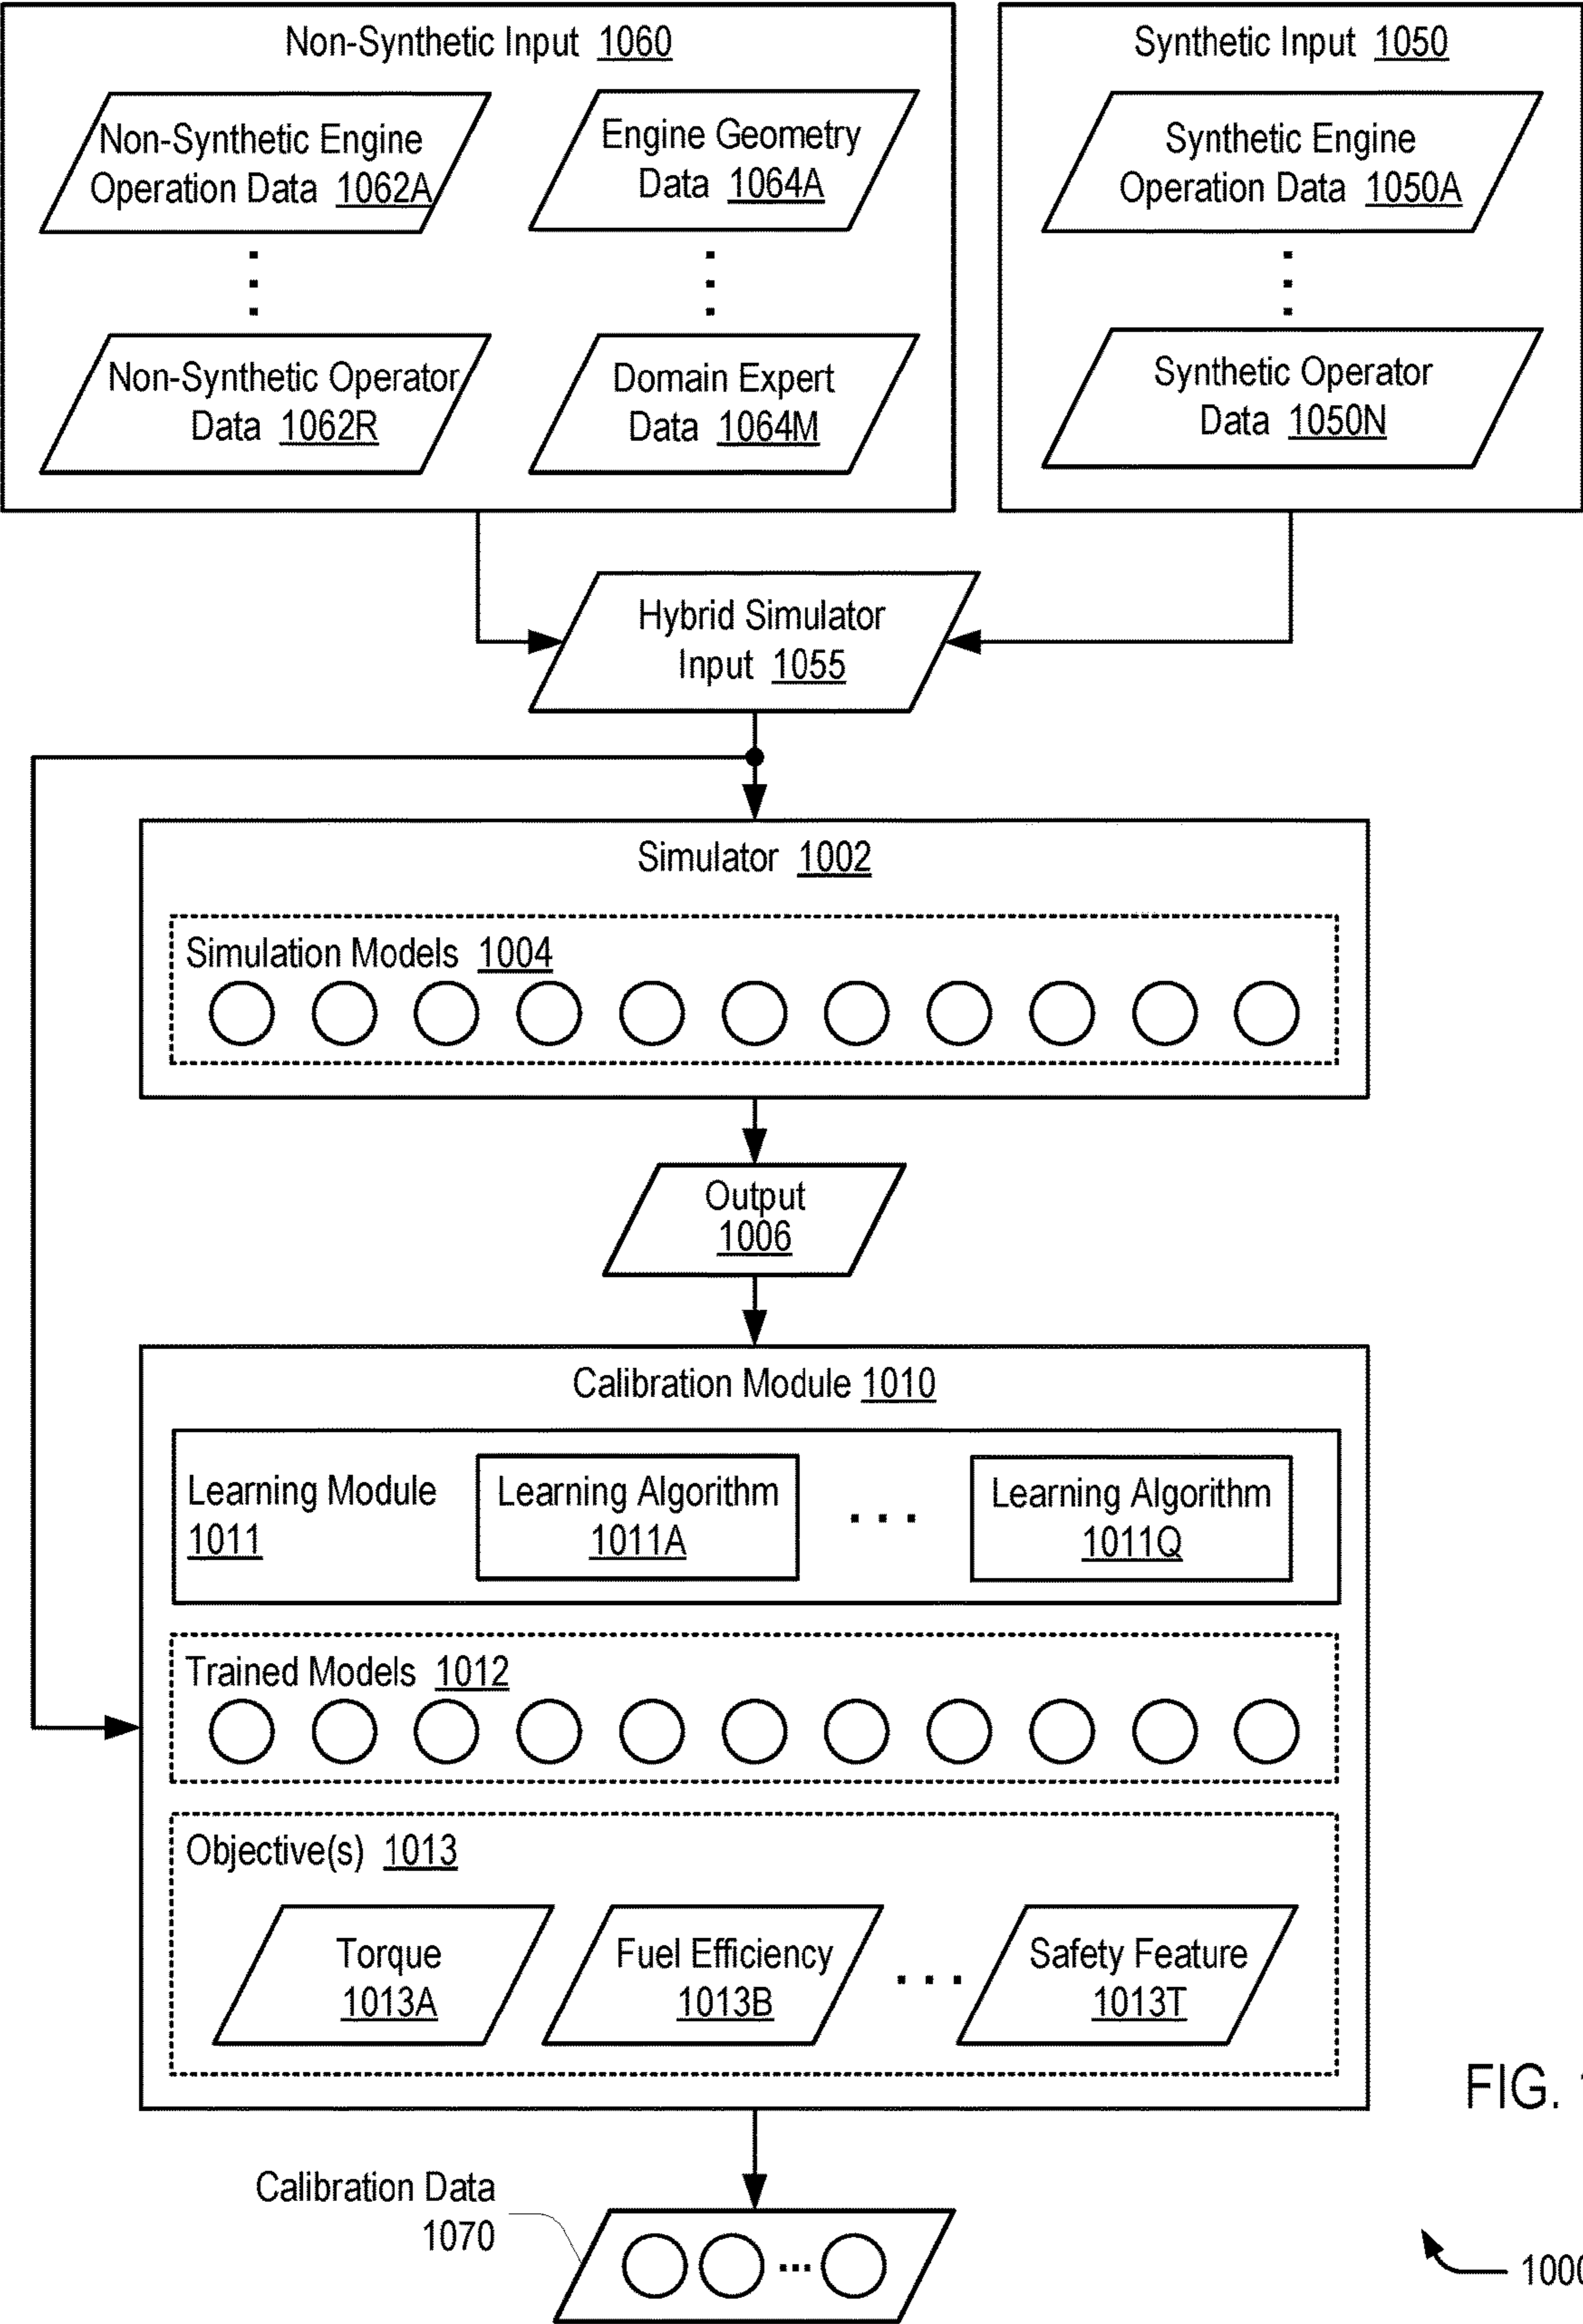 Non-Synthetic Input 1060
Non-Synthetic Engine
Operation Data 1062A
Engine Geometry
Data 1064A
Non-Synthetic Operator
Data 1062R
Domain Expert
Data 1064M
Synthetic Input 1050
Synthetic Engine
Operation Data 1050A
Synthetic Operator
Data 1050N
Hybrid Simulator
Input 1055
Simulator 1002
Simulation Models 1004
Output
1006
Calibration Module 1010
Learning Module
1011
Learning Algorithm
1011A
...
Learning Algorithm
1011Q
Trained Models 1012
Objective(s) 1013
Torque
1013A
Fuel Efficiency
1013B
...
Safety Feature
1013T
FIG.
Calibration Data
1070
...
1000